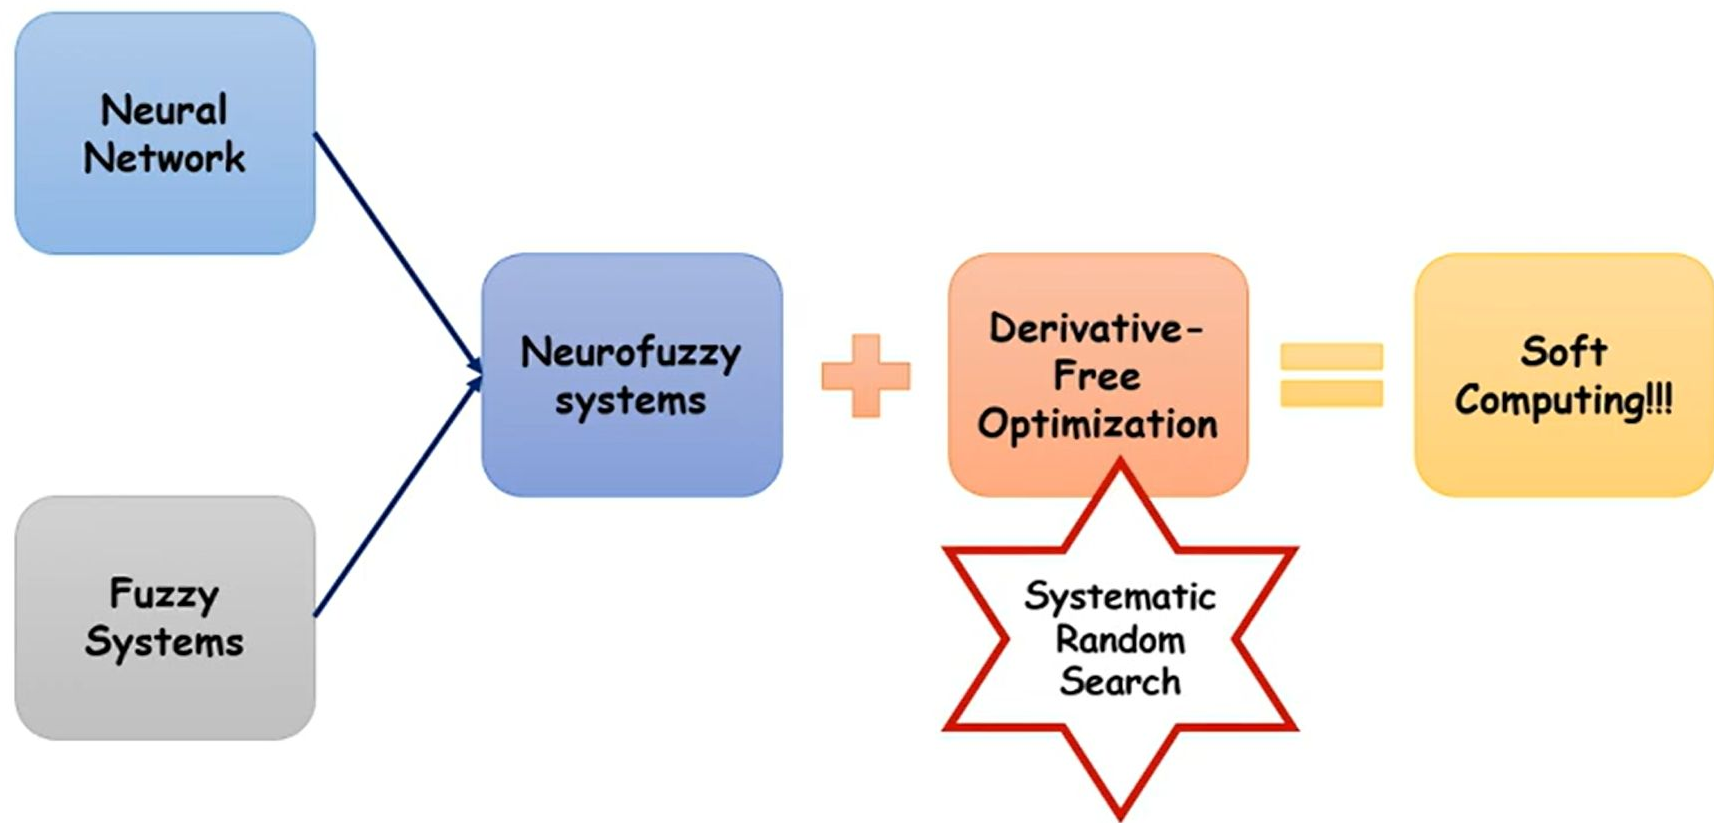 Neural
Network
Neurofuzzy
systems
Derivative-
Free
Optimization
Soft
Computing!!!
Fuzzy
Systems
Systematic
Random
Search